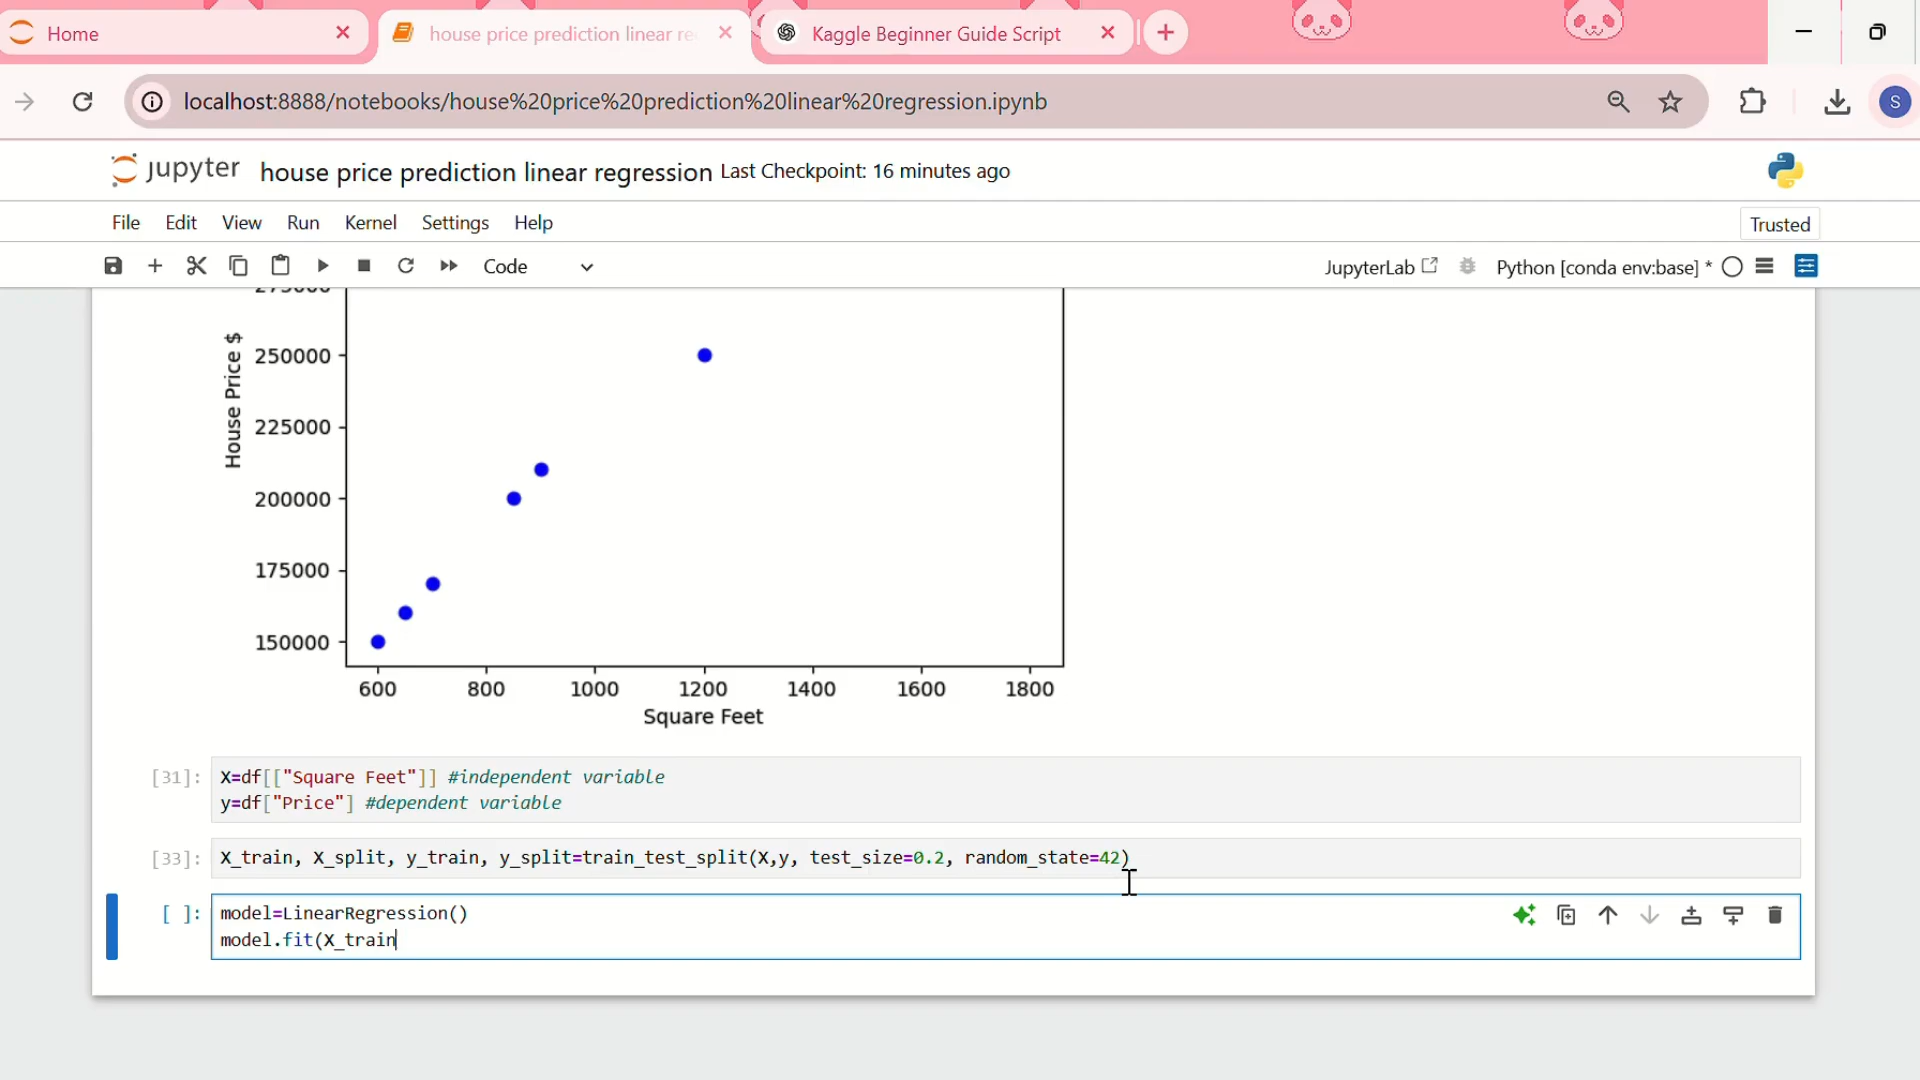 Home
house price prediction linear re
Kaggle Beginner Guide Script
localhost:8888/notebooks/house%20price%20prediction%20linear%20regression.ipynb
S
jupyter house price prediction linear regression Last Checkpoint: 16 minutes ago
File Edit View Run Kernel Settings Help
Trusted
Code
JupyterLab
Python [conda env:base] *
275000
250000
225000
200000
175000
150000
House Price $
600 800 1000 1200 1400 1600 1800
Square Feet
[31]: X=df[["Square Feet"]] #independent variable
y=df["Price"] #dependent variable
[33]: X_train, X_split, y_train, y_split=train_test_split(X,y, test_size=0.2, random_state=42)
[ ]: model=LinearRegression()
model.fit(X_train